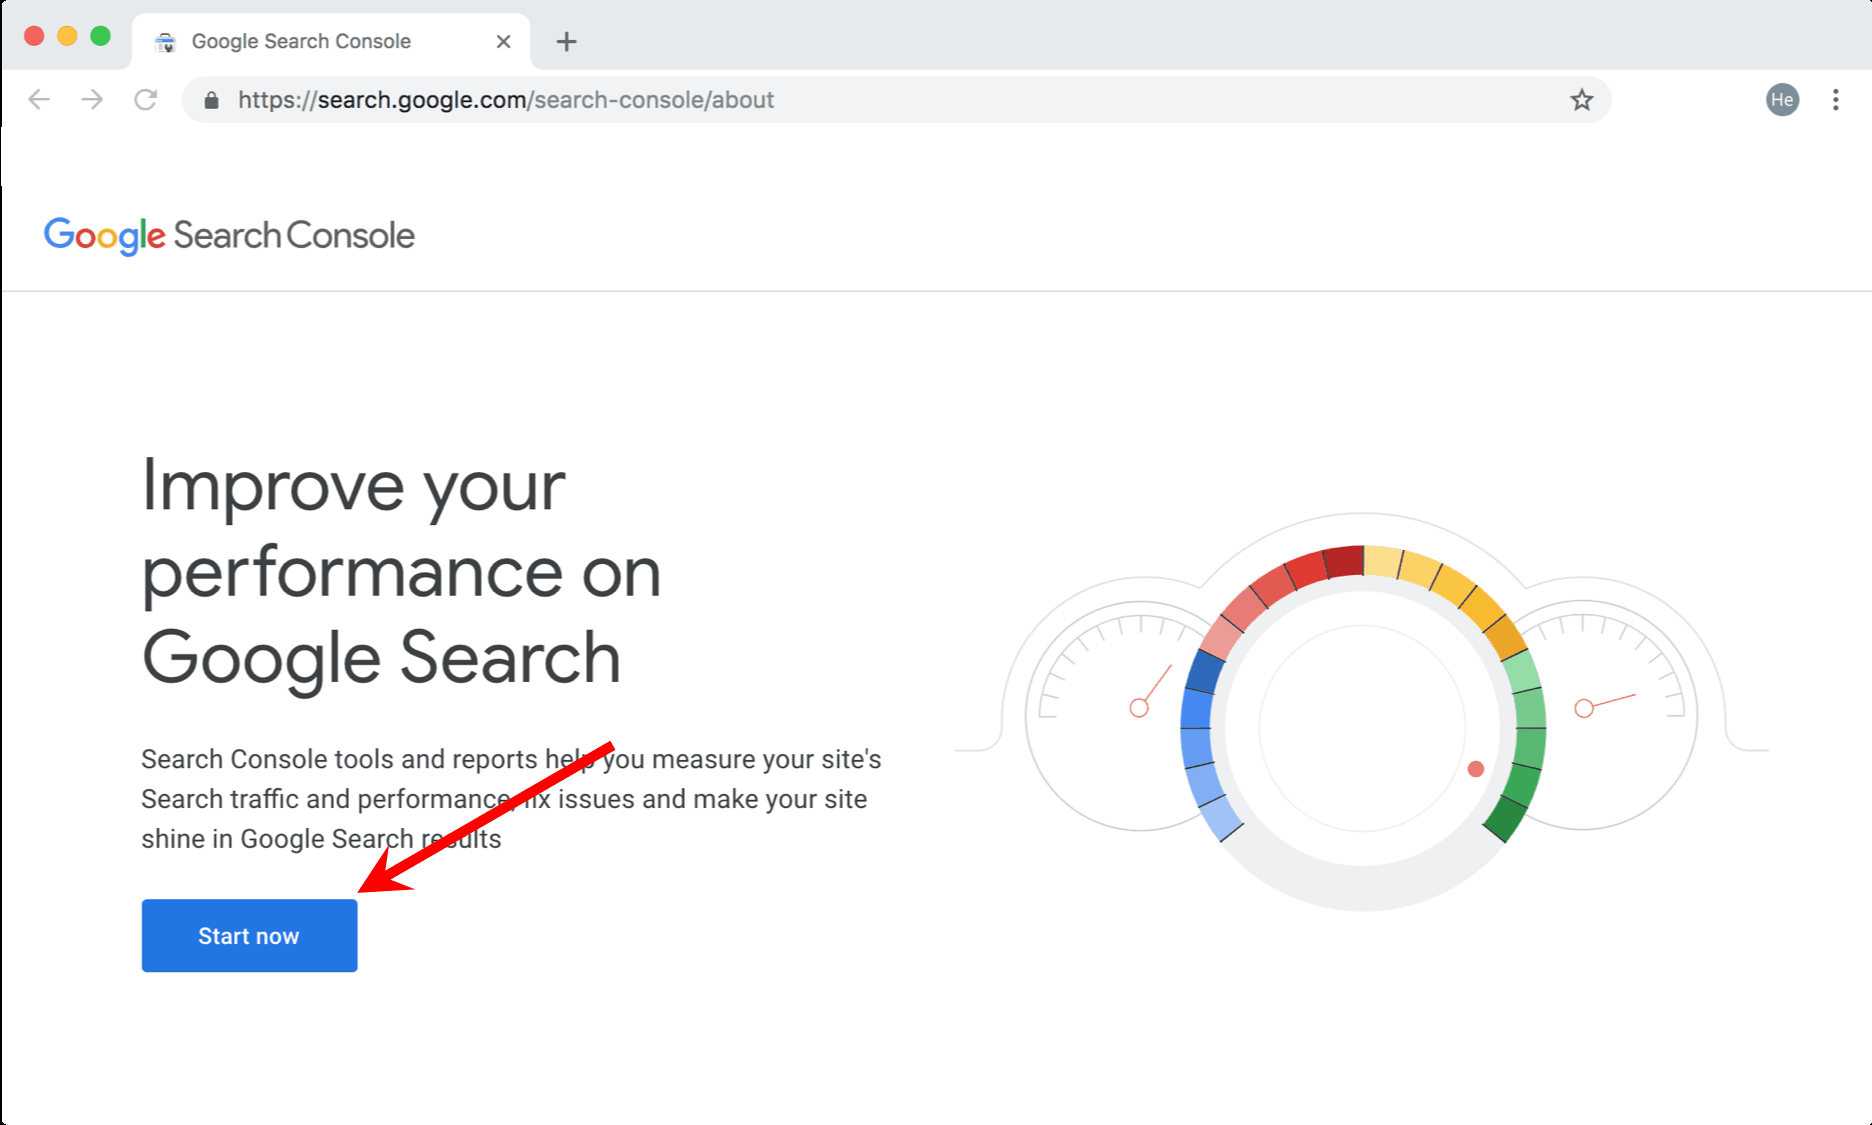 Google Search Console
https://search.google.com/search-console/about
He
Google Search Console
Improve your
performance on
Google Search
Search Console tools and reports help you measure your site's
Search traffic and performance, fix issues and make your site
shine in Google Search results
Start now